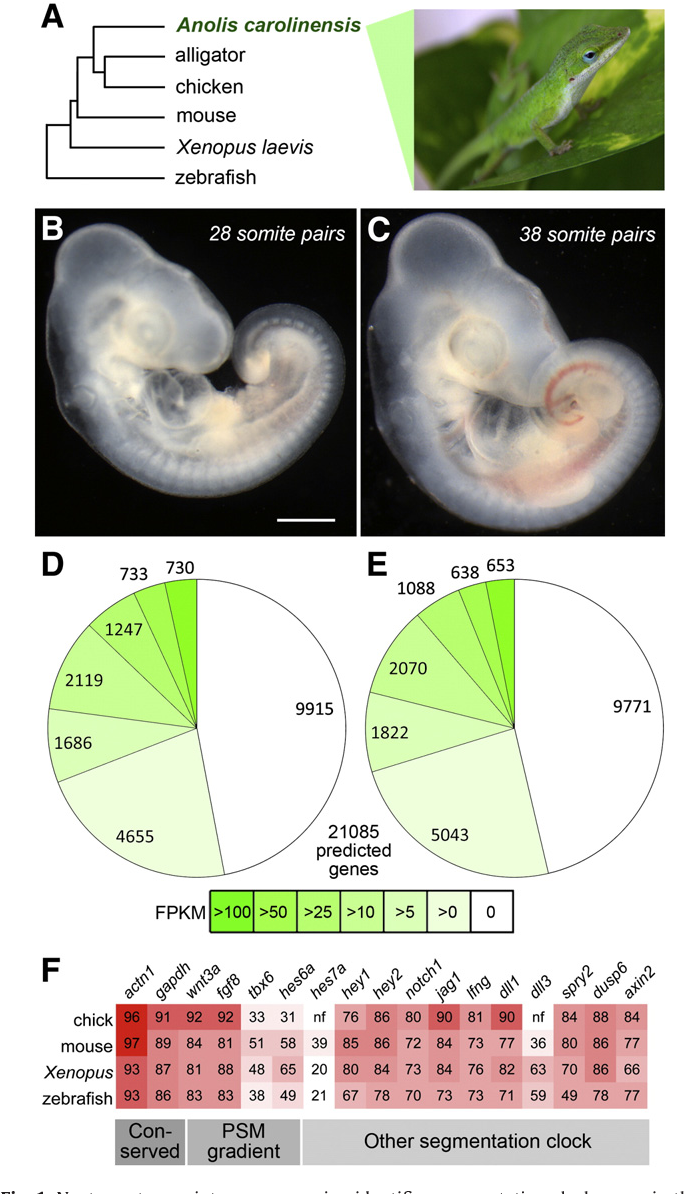 A
Anolis carolinensis
alligator
chicken
mouse
Xenopus laevis
zebrafish
B
28 somite pairs
C
38 somite pairs
D
733
730
1247
2119
1686
4655
9915
E
1088
638
653
2070
1822
5043
9771
21085
predicted
genes
FPKM >100 >50 >25 >10 >5 >0 0
F
actn1 gapdh wnt3a fgf8 tbx6 hes6a hes7a hey1 hey2 notch1 jag1 lfng dll1 dll3 spry2 dusp6 axin2
chick 96 91 92 92 33 31 nf 76 86 80 90 81 90 nf 84 88 84
mouse 97 89 84 81 51 58 39 85 86 72 84 73 77 36 80 86 77
Xenopus 93 87 81 88 48 65 20 80 84 73 84 76 82 63 70 86 66
zebrafish 93 86 83 83 38 49 21 67 78 70 73 73 71 59 49 78 77
Con-
served
PSM
gradient
Other segmentation clock